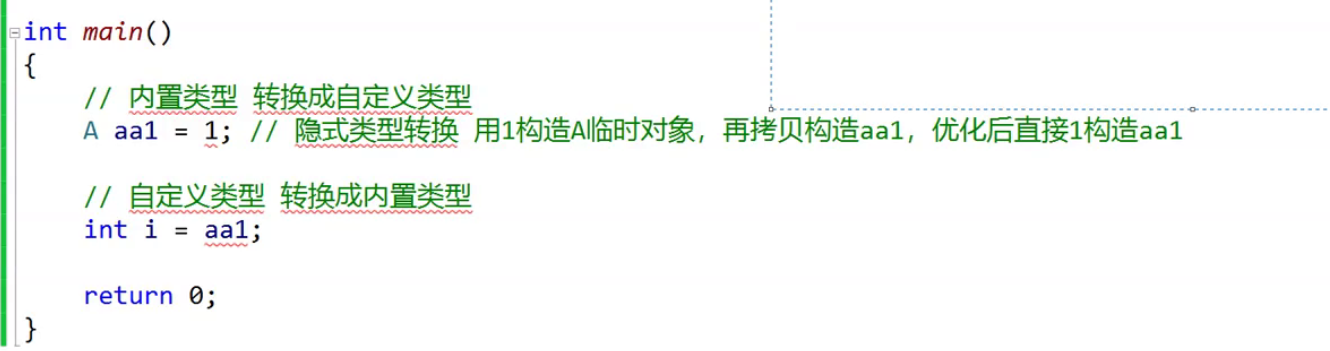 int main()
{
// 内置类型 转换成自定义类型
A aa1 = 1; // 隐式类型转换 用1构造A临时对象，再拷贝构造aa1，优化后直接1构造aa1
// 自定义类型 转换成内置类型
int i = aa1;
return 0;
}